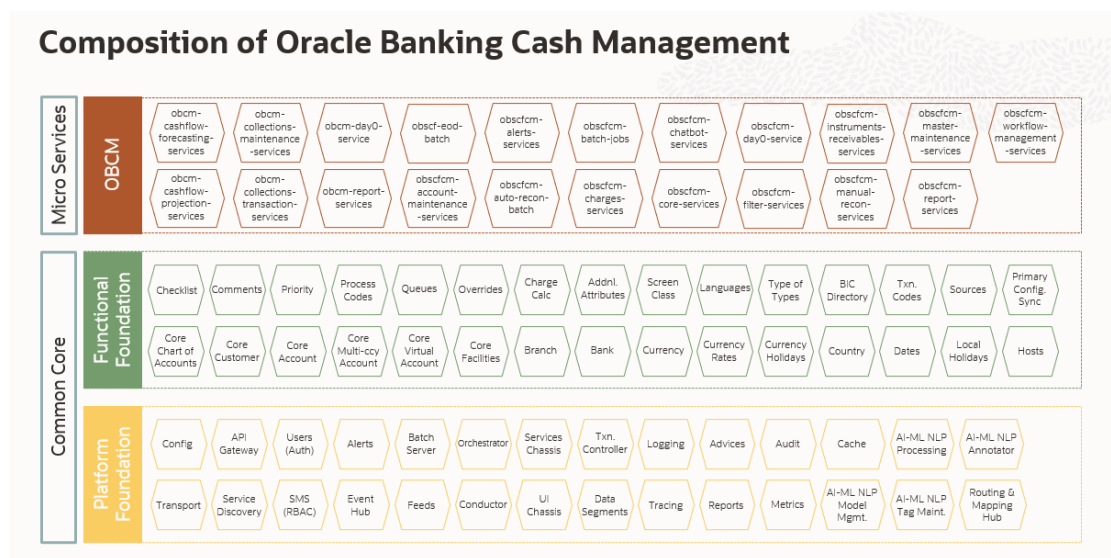 Composition of Oracle Banking Cash Management
Micro Services
OBCM
obcm-
cashflow-
forecasting-
services
obcm-
collections-
maintenance
-services
obcm-day0-
service
obscf-eod-
batch
obscfcm-
alerts-
services
obscfcm-
batch-jobs
obscfcm-
chatbot-
services
obscfcm-
day0-service
obscfcm-
instruments-
receivables-
services
obscfcm-
master-
maintenance
-services
obscfcm-
workflow-
management
-services
obcm-
cashflow-
projection-
services
obcm-
collections-
transaction-
services
obcm-report-
services
obscfcm-
account-
maintenance
-services
obscfcm-
auto-recon-
batch
obscfcm-
charges-
services
obscfcm-
core-services
obscfcm-
filter-services
obscfcm-
manual-
recon-
services
obscfcm-
report-
services
Common Core
Functional
Foundation
Checklist
Comments
Priority
Process
Codes
Queues
Overrides
Charge
Calc
Addnl.
Attributes
Screen
Class
Languages
Type of
Types
BIC
Directory
Txn.
Codes
Sources
Primary
Config.
Sync
Core
Chart of
Accounts
Core
Customer
Core
Account
Core
Multi-ccy
Account
Core
Virtual
Account
Core
Facilities
Branch
Bank
Currency
Currency
Rates
Currency
Holidays
Country
Dates
Local
Holidays
Hosts
Platform
Foundation
Config
API
Gateway
Users
(Auth)
Alerts
Batch
Server
Orchestrator
Services
Chassis
Txn.
Controller
Logging
Advices
Audit
Cache
AI-ML NLP
Processing
AI-ML NLP
Annotator
Transport
Service
Discovery
SMS
(RBAC)
Event
Hub
Feeds
Conductor
UI
Chassis
Data
Segments
Tracing
Reports
Metrics
AI-ML NLP
Model
Mgmt.
AI-ML NLP
Tag Maint.
Routing &
Mapping
Hub